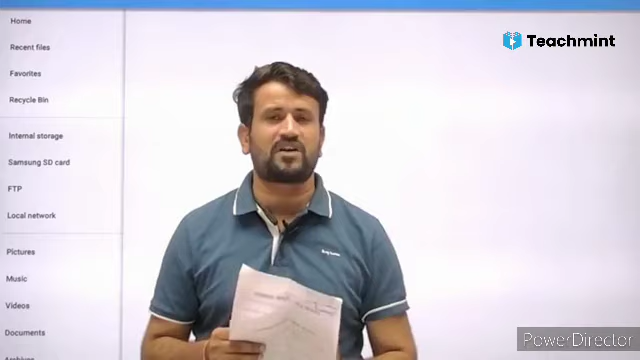 Home
Recent files
Favorites
Recycle Bin
Internal storage
Samsung SD card
FTP
Local network
Pictures
Music
Videos
Documents
Archives
Teachmint
PowerDirector